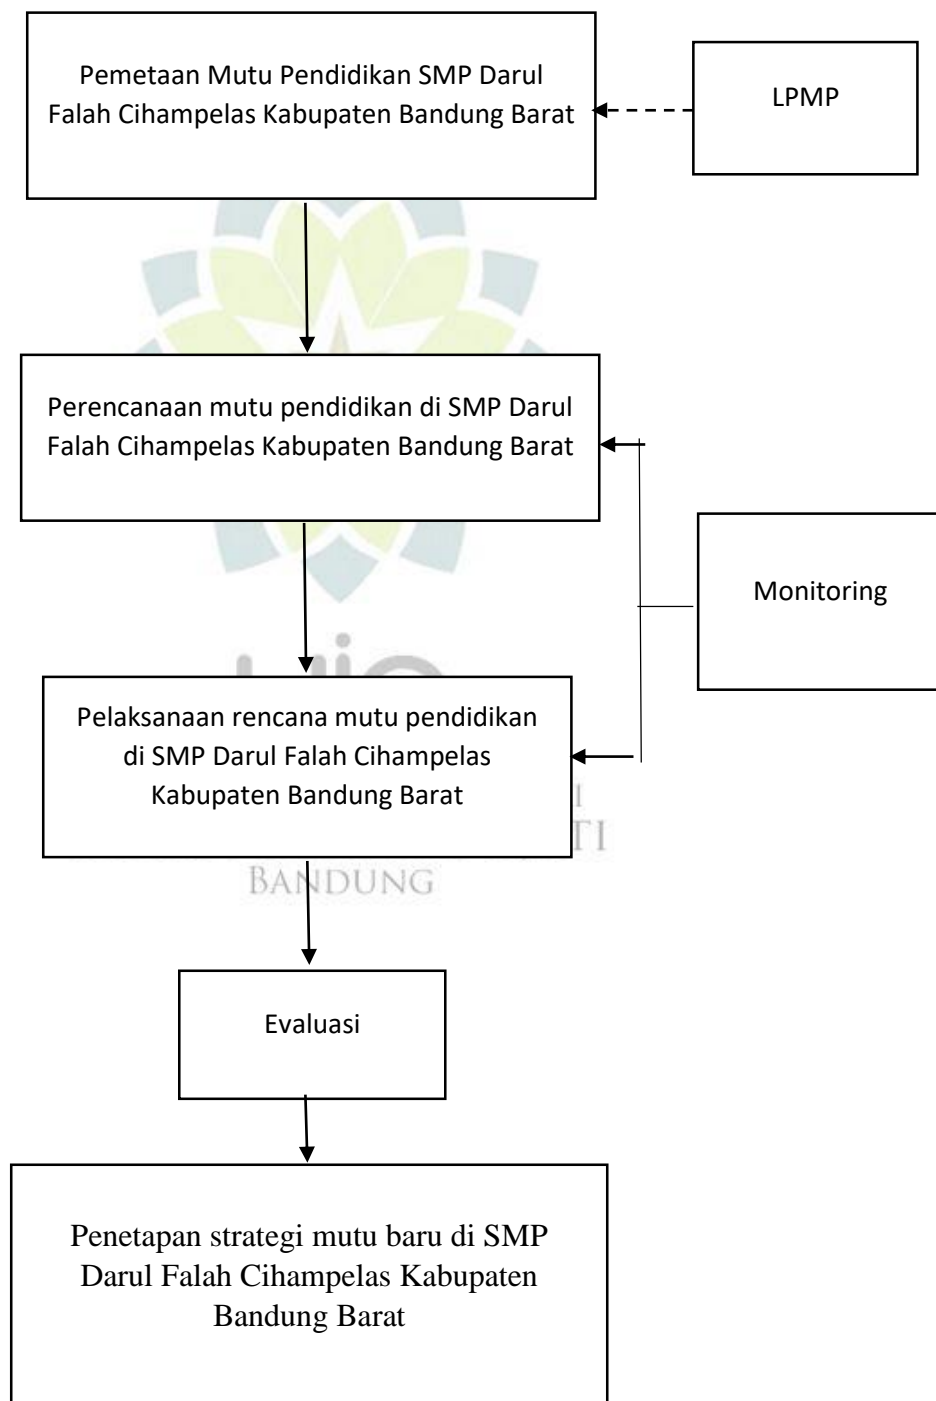 Pemetaan Mutu Pendidikan SMP Darul
Falah Cihampelas Kabupaten Bandung Barat
LPMP
Perencanaan mutu pendidikan di SMP Darul
Falah Cihampelas Kabupaten Bandung Barat
Monitoring
Pelaksanaan rencana mutu pendidikan
di SMP Darul Falah Cihampelas
Kabupaten Bandung Barat
BANDUNG
Evaluasi
Penetapan strategi mutu baru di SMP
Darul Falah Cihampelas Kabupaten
Bandung Barat